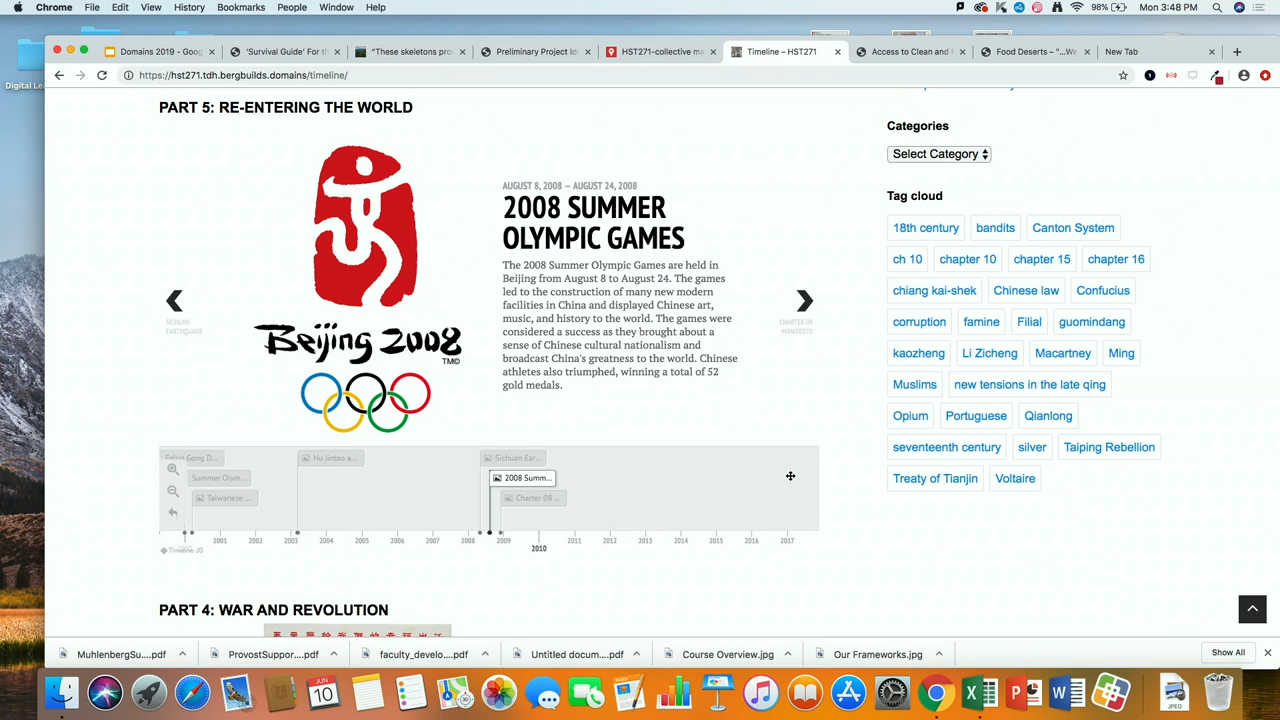 Chrome File Edit View History Bookmarks People Window Help
98% Mon 3:48 PM
Digital Le
Domains 2019 - Goog
'Survival Guide' For th
"These skeletons pro
Preliminary Project Id
HST271-collective ma
Timeline – HST271
Access to Clean and
Food Deserts – "...We
New Tab
https://hst271.tdh.bergbuilds.domains/timeline/
PART 5: RE-ENTERING THE WORLD
Beijing 2008
TM©
AUGUST 8, 2008 — AUGUST 24, 2008
2008 SUMMER
OLYMPIC GAMES
The 2008 Summer Olympic Games are held in
Beijing from August 8 to August 24. The games
led to the construction of many new modern
facilities in China and displayed Chinese art,
music, and history to the world. The games were
considered a success as they brought about a
sense of Chinese cultural nationalism and
broadcast China's greatness to the world. Chinese
athletes also triumphed, winning a total of 52
gold medals.
SICHUAN
EARTHQUAKE
CHARTER 08
MANIFESTO
Falun Gong D...
Hu Jintao a...
Sichuan Ear...
Summer Olym...
2008 Summ...
Taiwanese ...
Charter 08 ...
2001 2002 2003 2004 2005 2006 2007 2008 2009 2010 2011 2012 2013 2014 2015 2016 2017
Timeline JS
PART 4: WAR AND REVOLUTION
Categories
Select Category
Tag cloud
18th century bandits Canton System
ch 10 chapter 10 chapter 15 chapter 16
chiang kai-shek Chinese law Confucius
corruption famine Filial guomindang
kaozheng Li Zicheng Macartney Ming
Muslims new tensions in the late qing
Opium Portuguese Qianlong
seventeenth century silver Taiping Rebellion
Treaty of Tianjin Voltaire
MuhlenbergSu....pdf
ProvostSuppor....pdf
faculty_develo....pdf
Untitled docum....pdf
Course Overview.jpg
Our Frameworks.jpg
Show All
JUN
10
JPEG